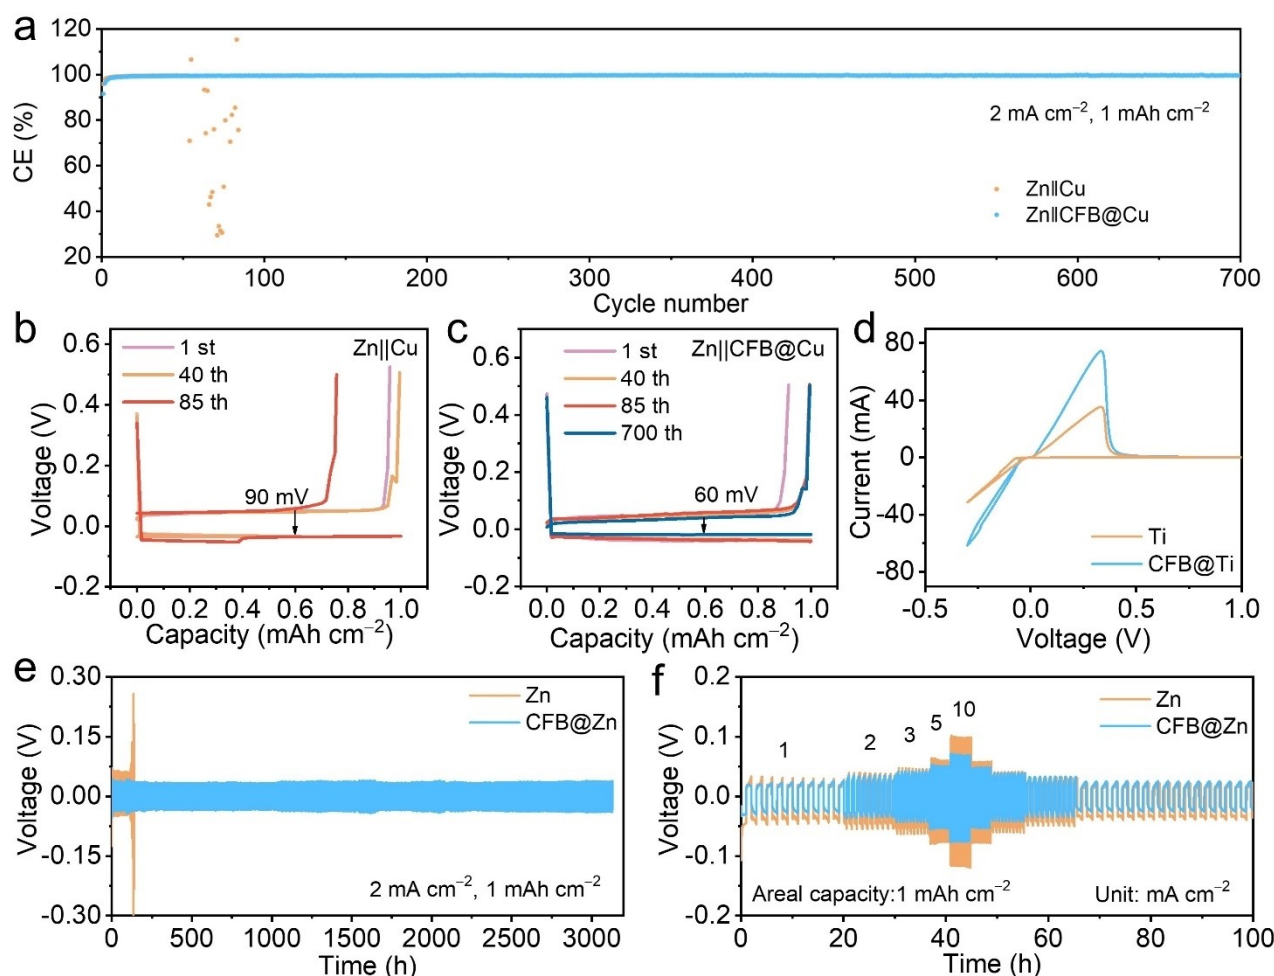 a
120
100
80
60
40
20
CE (%)
2 mA cm⁻², 1 mAh cm⁻²
Zn‖Cu
Zn‖CFB@Cu
0 100 200 300 400 500 600 700
Cycle number
b
0.6
0.4
0.2
0.0
-0.2
Voltage (V)
1 st
40 th
85 th
Zn||Cu
90 mV
0.0 0.2 0.4 0.6 0.8 1.0
Capacity (mAh cm⁻²)
c
0.6
0.4
0.2
0.0
-0.2
Voltage (V)
1 st
40 th
85 th
700 th
Zn||CFB@Cu
60 mV
0.0 0.2 0.4 0.6 0.8 1.0
Capacity (mAh cm⁻²)
d
80
40
0
-40
-80
Current (mA)
Ti
CFB@Ti
-0.5 0.0 0.5 1.0
Voltage (V)
e
0.30
0.15
0.00
-0.15
-0.30
Voltage (V)
Zn
CFB@Zn
2 mA cm⁻², 1 mAh cm⁻²
0 500 1000 1500 2000 2500 3000
Time (h)
f
0.2
0.1
0.0
-0.1
-0.2
Voltage (V)
Zn
CFB@Zn
1 2 3 5 10
Areal capacity:1 mAh cm⁻² Unit: mA cm⁻²
0 20 40 60 80 100
Time (h)